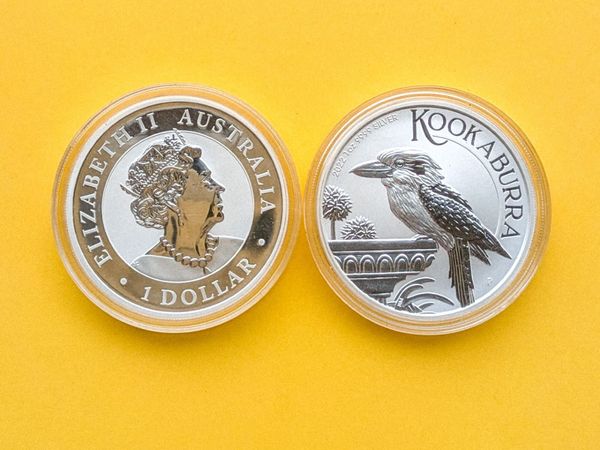 ELIZABETH II AUSTRALIA
• 1 DOLLAR •
KOOKABURRA
2022 1oz 9999 SILVER